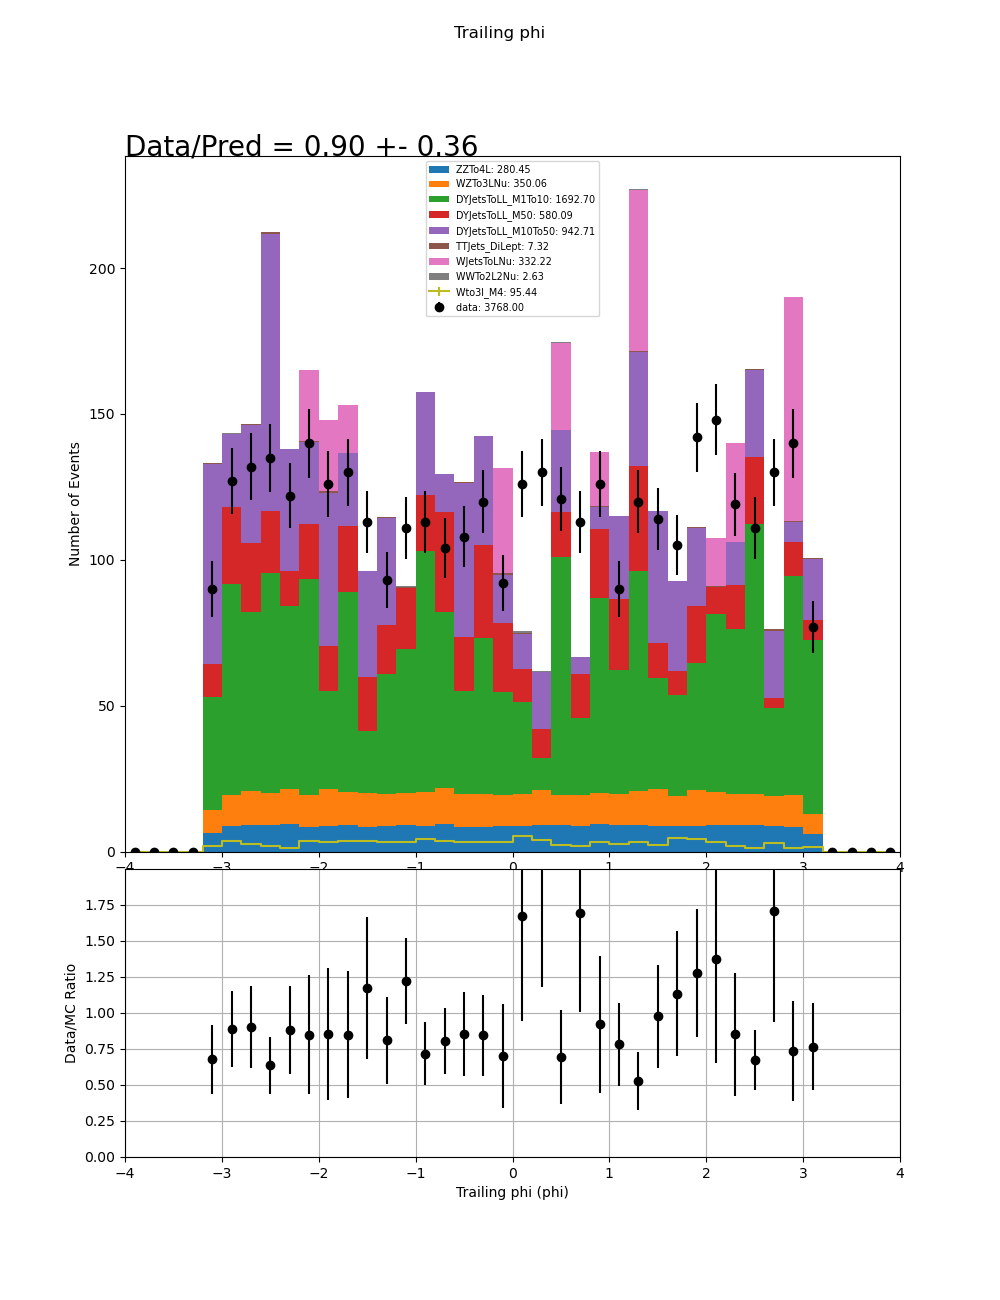 Trailing phi
Data/Pred = 0.90 +- 0.36
ZZTo4L: 280.45
WZTo3LNu: 350.06
DYJetsToLL_M1To10: 1692.70
DYJetsToLL_M50: 580.09
DYJetsToLL_M10To50: 942.71
TTJets_DiLept: 7.32
WJetsToLNu: 332.22
WWTo2L2Nu: 2.63
Wto3l_M4: 95.44
data: 3768.00
Number of Events
200
150
100
50
0
−4 −3 −2 −1 0 1 2 3 4
Data/MC Ratio
1.75
1.50
1.25
1.00
0.75
0.50
0.25
0.00
−4 −3 −2 −1 0 1 2 3 4
Trailing phi (phi)